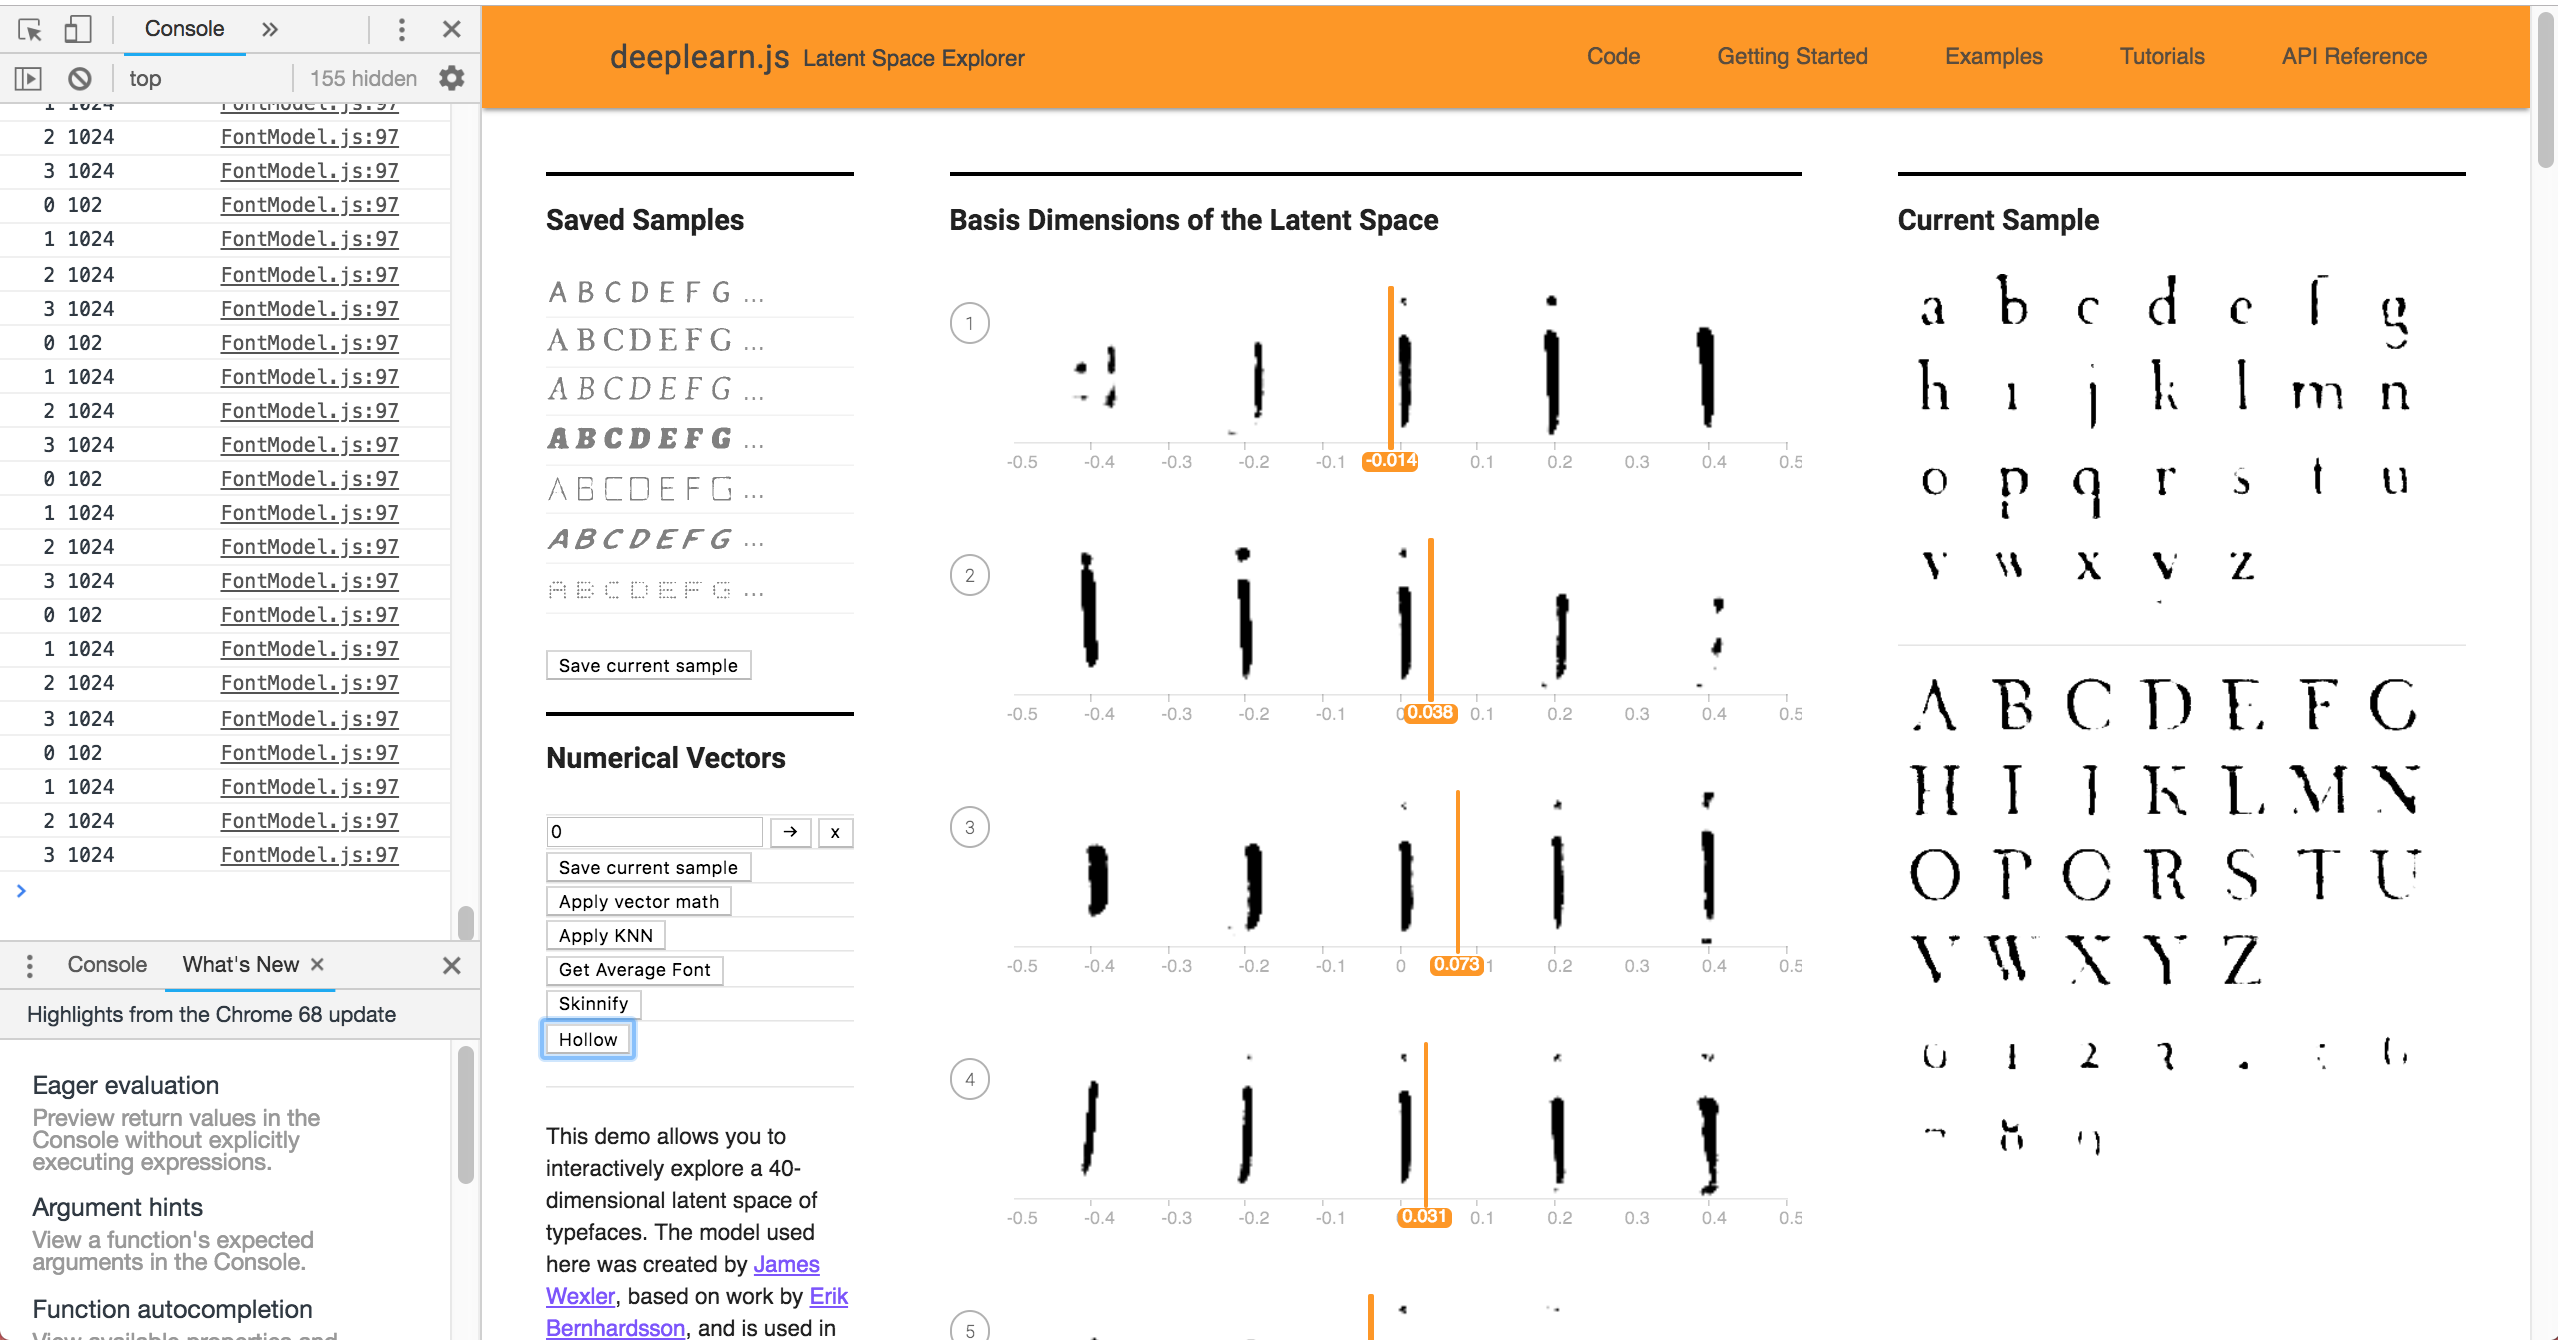 Console
top 155 hidden
1 1024 FontModel.js:97
2 1024 FontModel.js:97
3 1024 FontModel.js:97
0 102 FontModel.js:97
1 1024 FontModel.js:97
2 1024 FontModel.js:97
3 1024 FontModel.js:97
0 102 FontModel.js:97
1 1024 FontModel.js:97
2 1024 FontModel.js:97
3 1024 FontModel.js:97
0 102 FontModel.js:97
1 1024 FontModel.js:97
2 1024 FontModel.js:97
3 1024 FontModel.js:97
0 102 FontModel.js:97
1 1024 FontModel.js:97
2 1024 FontModel.js:97
3 1024 FontModel.js:97
0 102 FontModel.js:97
1 1024 FontModel.js:97
2 1024 FontModel.js:97
3 1024 FontModel.js:97
Console What's New ×
Highlights from the Chrome 68 update
Eager evaluation
Preview return values in the
Console without explicitly
executing expressions.
Argument hints
View a function's expected
arguments in the Console.
Function autocompletion
View available properties and
deeplearn.js Latent Space Explorer
Code Getting Started Examples Tutorials API Reference
Saved Samples
A B C D E F G ...
A B C D E F G ...
A B C D E F G ...
A B C D E F G ...
A B C D E F G ...
A B C D E F G ...
A B C D E F G ...
Save current sample
Numerical Vectors
0 → x
Save current sample
Apply vector math
Apply KNN
Get Average Font
Skinnify
Hollow
This demo allows you to
interactively explore a 40-
dimensional latent space of
typefaces. The model used
here was created by James
Wexler, based on work by Erik
Bernhardsson, and is used in
Basis Dimensions of the Latent Space
1
-0.5 -0.4 -0.3 -0.2 -0.1 -0.014 0.1 0.2 0.3 0.4 0.5
2
-0.5 -0.4 -0.3 -0.2 -0.1 0.038 0.1 0.2 0.3 0.4 0.5
3
-0.5 -0.4 -0.3 -0.2 -0.1 0 0.073 0.2 0.3 0.4 0.5
4
-0.5 -0.4 -0.3 -0.2 -0.1 0.031 0.1 0.2 0.3 0.4 0.5
5
Current Sample
a b c d e f g
h i j k l m n
o p q r s t u
v w x y z
A B C D E F G
H I J K L M N
O P Q R S T U
V W X Y Z
0 1 2